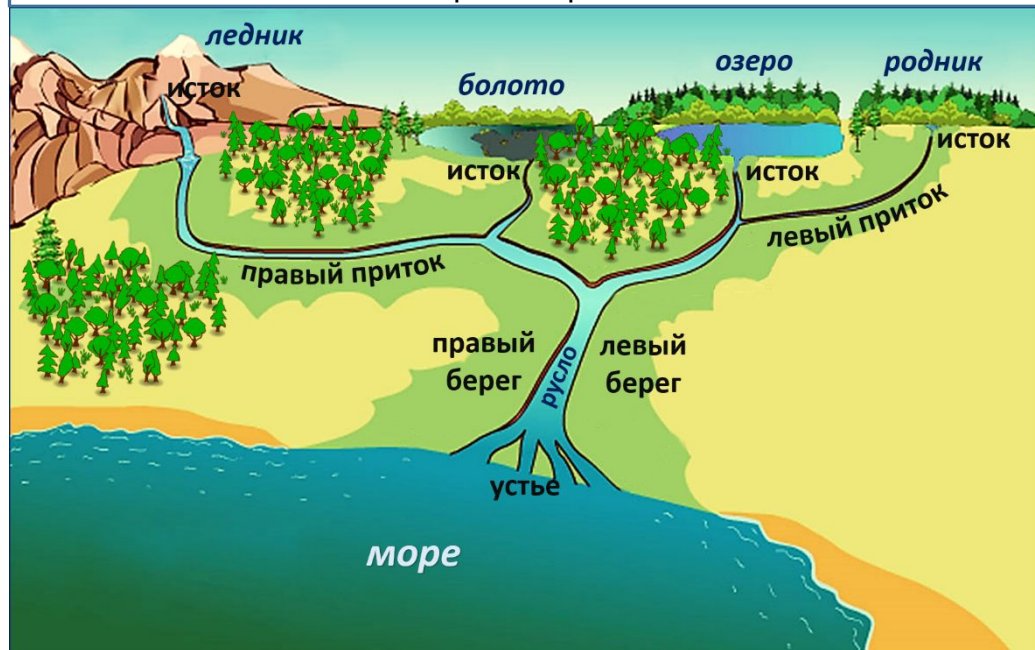 ледник
исток
болото
озеро
родник
исток
исток
исток
правый приток
левый приток
правый
берег
русло
левый
берег
устье
море